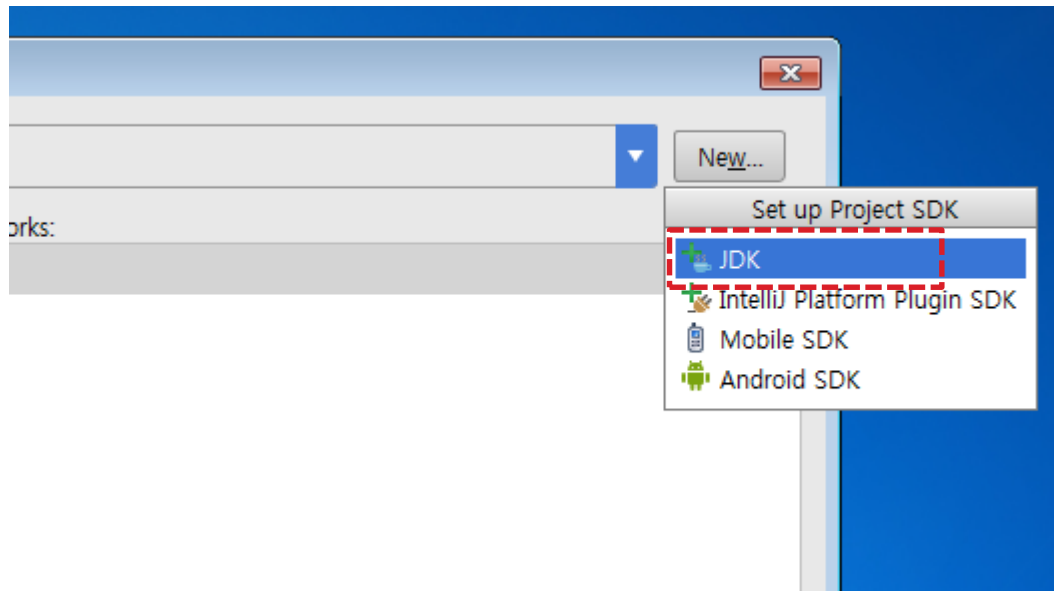 New...
Set up Project SDK
orks:
JDK
IntelliJ Platform Plugin SDK
Mobile SDK
Android SDK